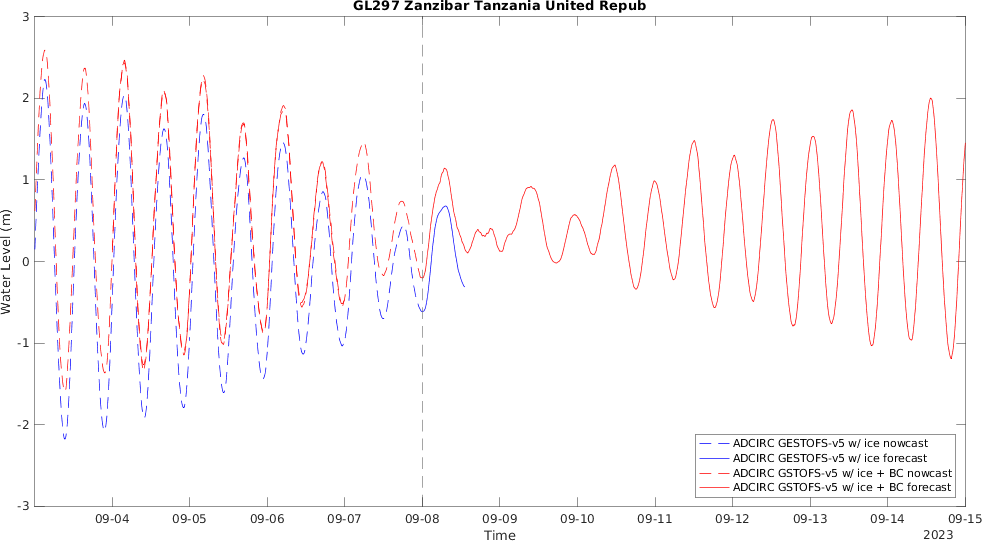 GL297 Zanzibar Tanzania United Repub
3
2
1
0
-1
-2
-3
Water Level (m)
ADCIRC GESTOFS-v5 w/ ice nowcast
ADCIRC GESTOFS-v5 w/ ice forecast
ADCIRC GSTOFS-v5 w/ ice + BC nowcast
ADCIRC GSTOFS-v5 w/ ice + BC forecast
09-04 09-05 09-06 09-07 09-08 09-09 09-10 09-11 09-12 09-13 09-14 09-15
Time 2023